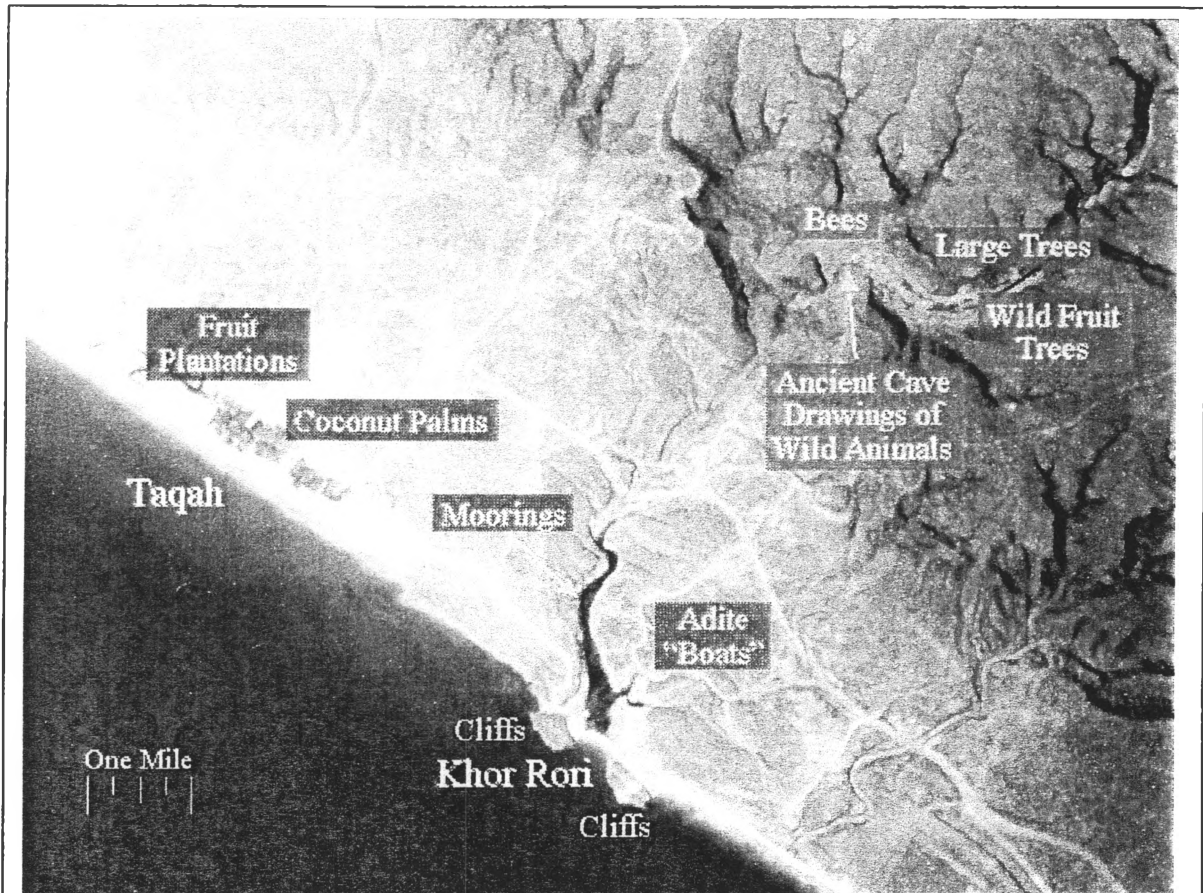 Bees
Large Trees
Fruit
Plantations
Wild Fruit
Trees
Ancient Cave
Drawings of
Wild Animals
Coconut Palms
Taqah
Moorings
Adite
“Boats”
Cliffs
Khor Rori
One Mile
Cliffs